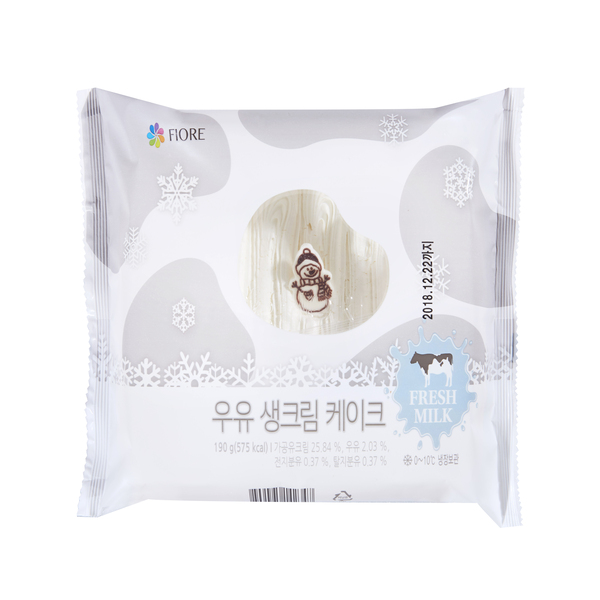 FIORE
2018.12.22까지
FRESH
MILK
우유 생크림 케이크
190 g(575 kcal) | 가공유크림 25.84 %, 우유 2.03 %,
전지분유 0.37 %, 탈지분유 0.37 %
0~10℃ 냉장보관